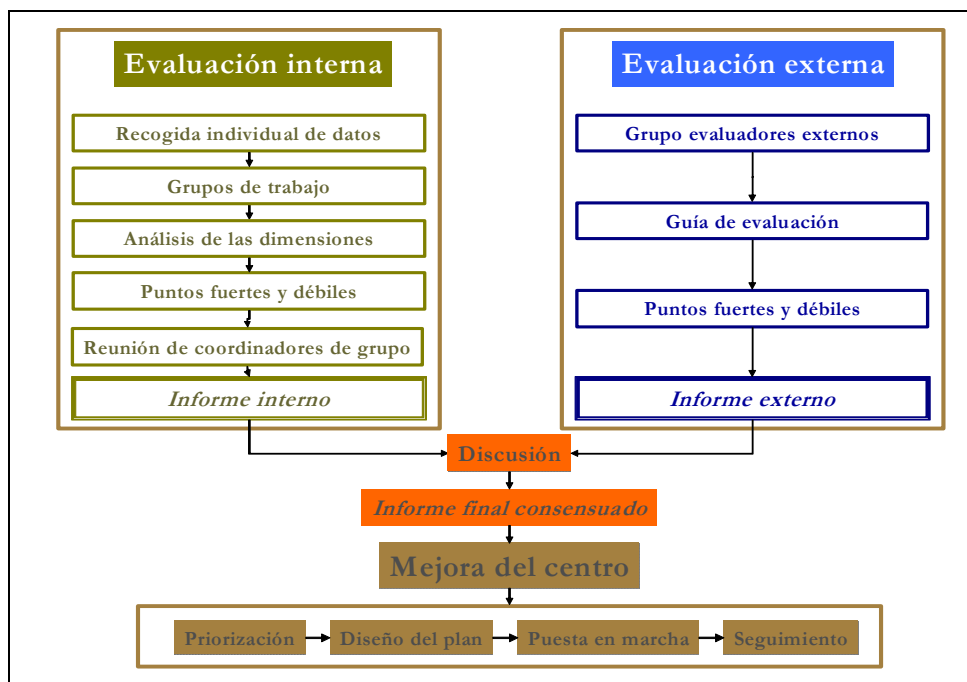 Evaluación interna
Recogida individual de datos
Grupos de trabajo
Análisis de las dimensiones
Puntos fuertes y débiles
Reunión de coordinadores de grupo
Informe interno
Evaluación externa
Grupo evaluadores externos
Guía de evaluación
Puntos fuertes y débiles
Informe externo
Discusión
Informe final consensuado
Mejora del centro
Priorización
Diseño del plan
Puesta en marcha
Seguimiento